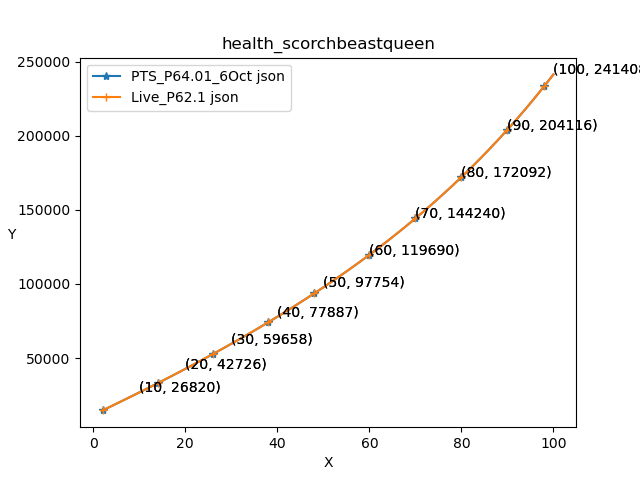 health_scorchbeastqueen
PTS_P64.01_6Oct json
Live_P62.1 json
250000
200000
150000
100000
50000
Y
(100, 241408
(90, 204116)
(80, 172092)
(70, 144240)
(60, 119690)
(50, 97754)
(40, 77887)
(30, 59658)
(20, 42726)
(10, 26820)
0 20 40 60 80 100
X